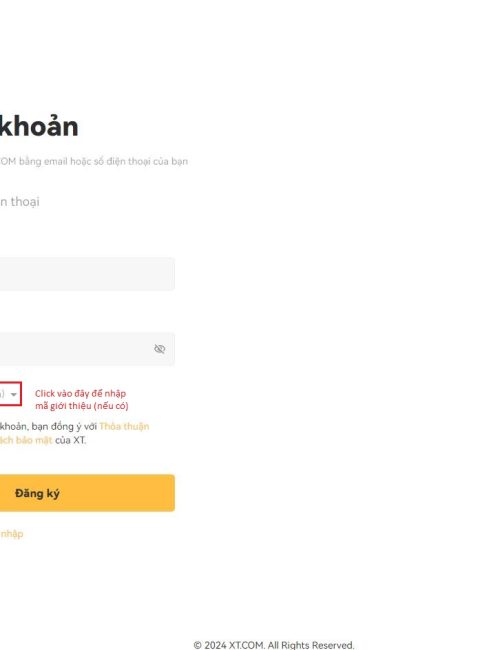 khoản
COM bằng email hoặc số điện thoại của bạn
n thoại
Click vào đây để nhập
mã giới thiệu (nếu có)
khoản, bạn đồng ý với Thỏa thuận
ách bảo mật của XT.
Đăng ký
nhập
© 2024 XT.COM. All Rights Reserved.